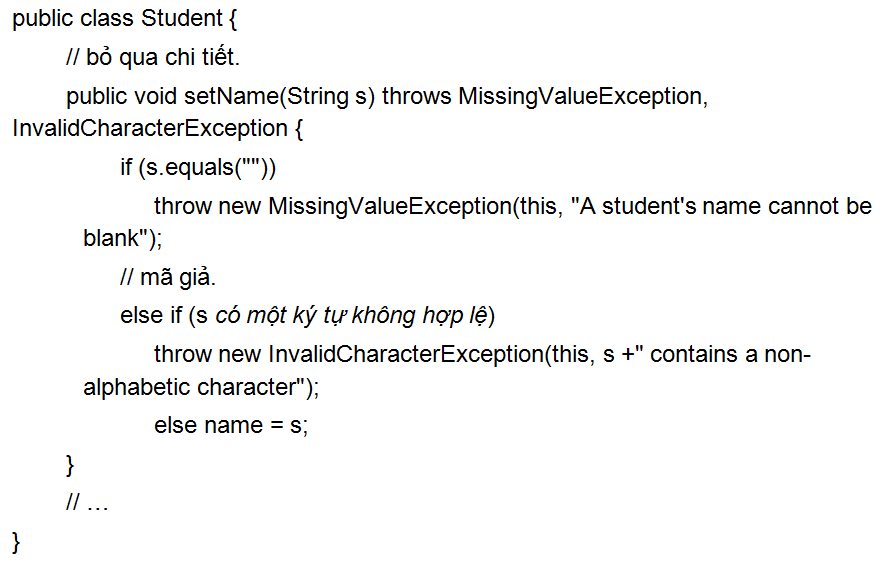 public class Student {
// bỏ qua chi tiết.
public void setName(String s) throws MissingValueException,
InvalidCharacterException {
if (s.equals(""))
throw new MissingValueException(this, "A student's name cannot be
blank");
// mã giả.
else if (s có một ký tự không hợp lệ)
throw new InvalidCharacterException(this, s +" contains a non-
alphabetic character");
else name = s;
}
// …
}